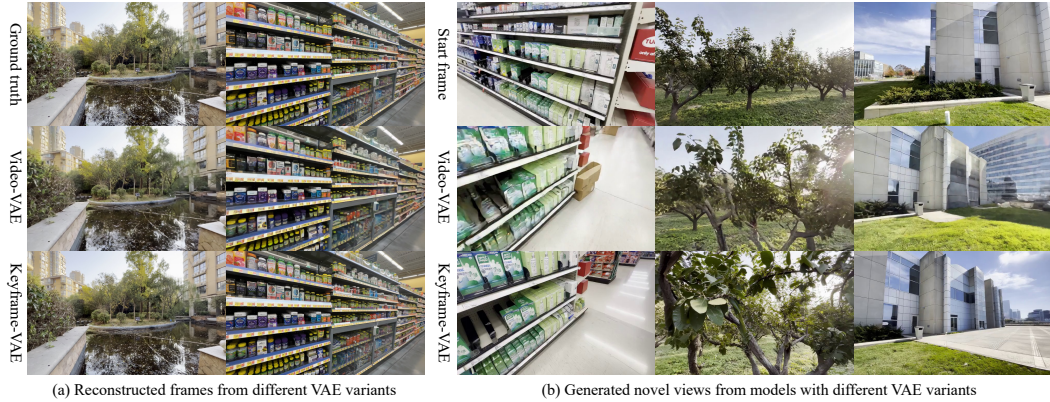 Ground truth
Video-VAE
Keyframe-VAE
Start frame
Video-VAE
Keyframe-VAE
(a) Reconstructed frames from different VAE variants
(b) Generated novel views from models with different VAE variants